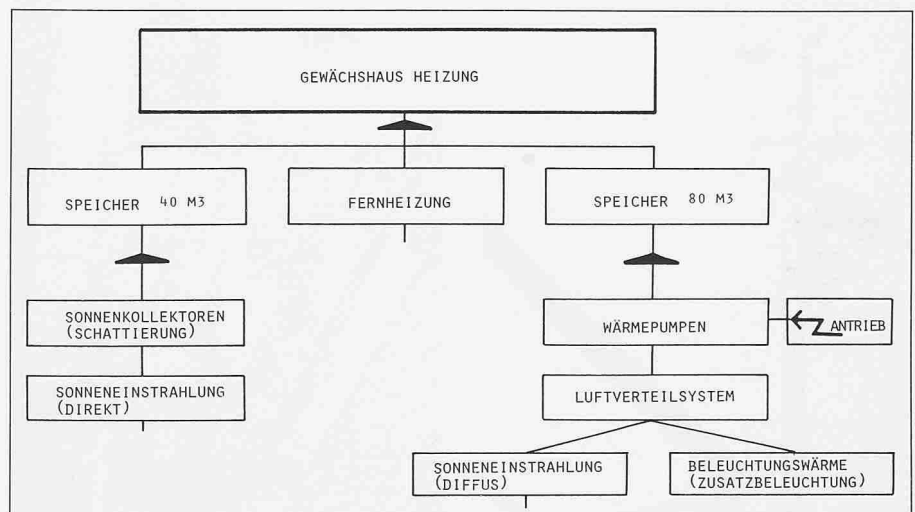 GEWÄCHSHAUS HEIZUNG
SPEICHER 40 M3
FERNHEIZUNG
SPEICHER 80 M3
SONNENKOLLEKTOREN
(SCHATTIERUNG)
WÄRMEPUMPEN
ANTRIEB
SONNENEINSTRAHLUNG
(DIREKT)
LUFTVERTEILSYSTEM
SONNENEINSTRAHLUNG
(DIFFUS)
BELEUCHTUNGSWÄRME
(ZUSATZBELEUCHTUNG)